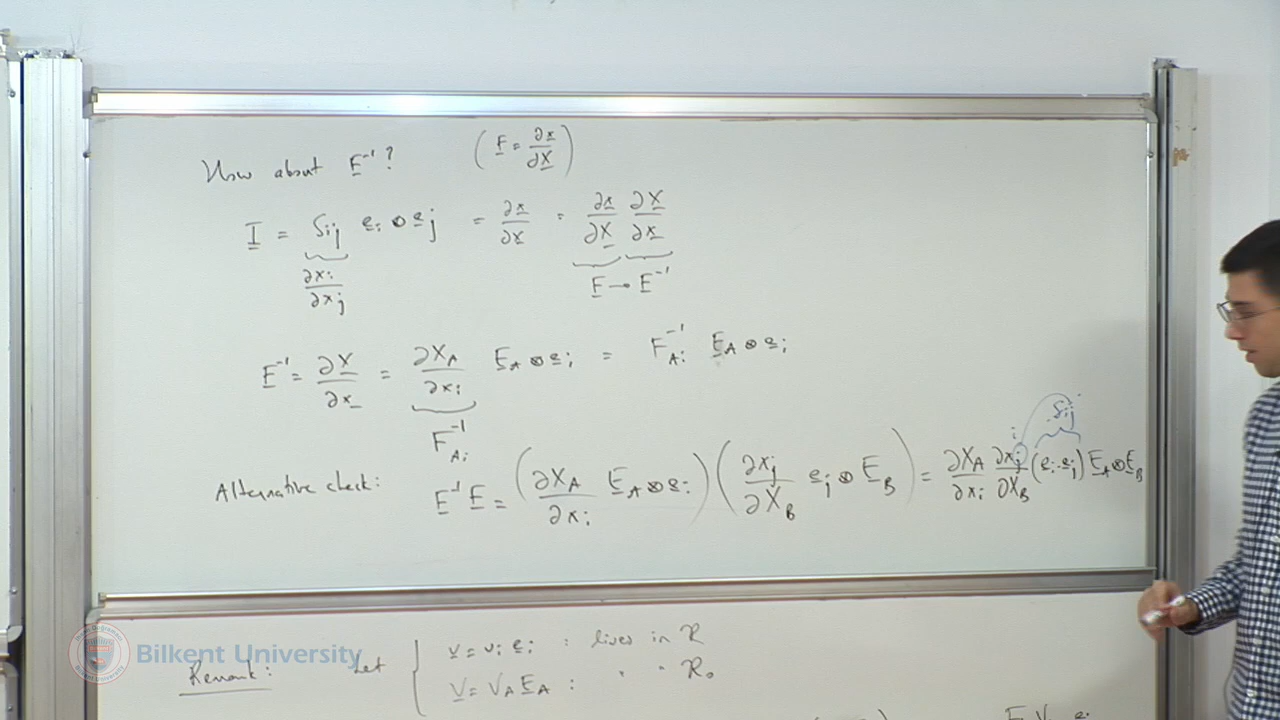 How about F⁻¹? (F = ∂x/∂X)
I = δij ei ⊗ ej = ∂x/∂x = ∂x/∂X ∂X/∂x
∂xi/∂xj
F → F⁻¹
F⁻¹ = ∂X/∂x = ∂XA/∂xi EA ⊗ ei = F⁻¹Ai EA ⊗ ei
F⁻¹Ai
δij
i
Alternative check: F⁻¹ F = (∂XA/∂xi EA ⊗ ei)(∂xj/∂XB ej ⊗ EB) = ∂XA/∂xi ∂xj/∂XB (ei · ej) EA ⊗ EB
Remark: Let { v = vi ei : lives in R
V = VA EA : " " R₀
Bilkent University